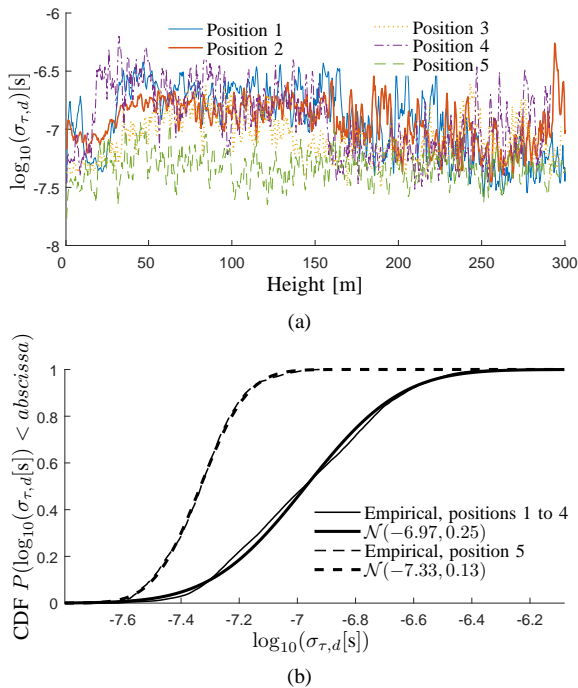 (a)
-6
-6.5
-7
-7.5
-8
log10(στ,d)[s]
Position 1
Position 2
Position 3
Position 4
Position 5
0 50 100 150 200 250 300
Height [m]
(a)
1
0.8
0.6
0.4
0.2
0
CDF P(log10(στ,d[s]) < abscissa)
Empirical, positions 1 to 4
𝒩(−6.97, 0.25)
Empirical, position 5
𝒩(−7.33, 0.13)
-7.6 -7.4 -7.2 -7 -6.8 -6.6 -6.4 -6.2
log10(στ,d[s])
(b)